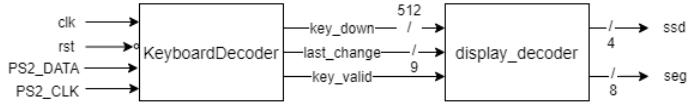 clk
rst
PS2_DATA
PS2_CLK
KeyboardDecoder
512
key_down
/
last_change
/
9
key_valid
display_decoder
/
4
ssd
/
8
seg